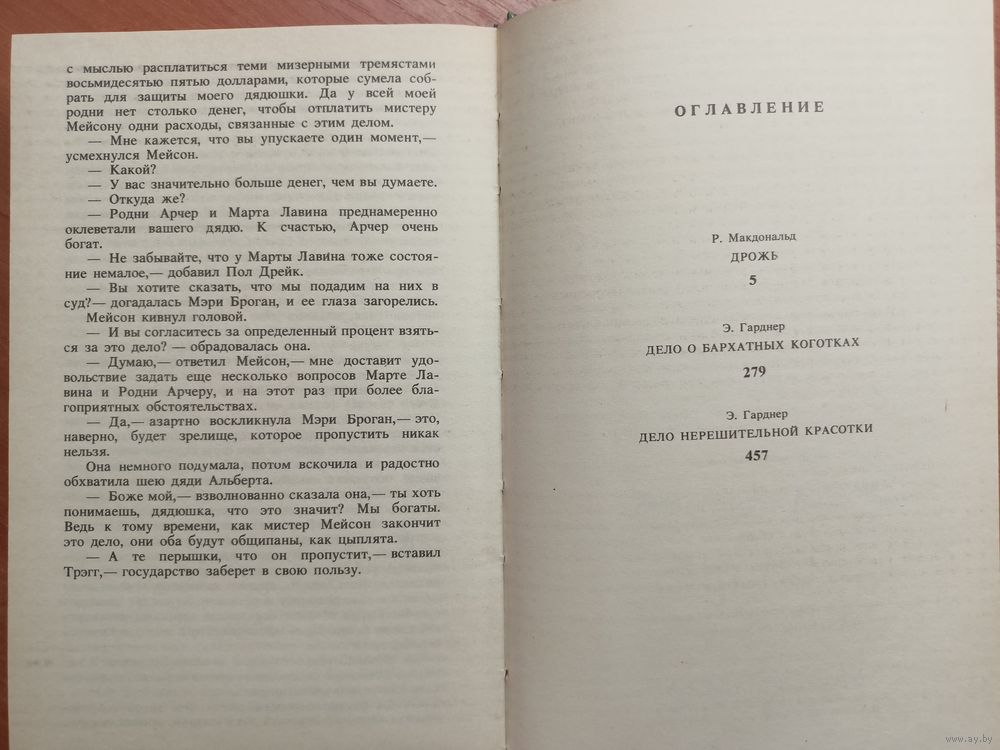 с мыслью расплатиться теми мизерными тремястами
восьмидесятью пятью долларами, которые сумела соб-
рать для защиты моего дядюшки. Да у всей моей
родни нет столько денег, чтобы отплатить мистеру
Мейсону одни расходы, связанные с этим делом.
— Мне кажется, что вы упускаете один момент,—
усмехнулся Мейсон.
— Какой?
— У вас значительно больше денег, чем вы думаете.
— Откуда же?
— Родни Арчер и Марта Лавина преднамеренно
оклеветали вашего дядю. К счастью, Арчер очень
богат.
— Не забывайте, что у Марты Лавина тоже состоя-
ние немалое,— добавил Пол Дрейк.
— Вы хотите сказать, что мы подадим на них в
суд?— догадалась Мэри Броган, и ее глаза загорелись.
Мейсон кивнул головой.
— И вы согласитесь за определенный процент взять-
ся за это дело? — обрадовалась она.
— Думаю,— ответил Мейсон,— мне доставит удо-
вольствие задать еще несколько вопросов Марте Ла-
вина и Родни Арчеру, и на этот раз при более бла-
гоприятных обстоятельствах.
— Да,— азартно воскликнула Мэри Броган,— это,
наверно, будет зрелище, которое пропустить никак
нельзя.
Она немного подумала, потом вскочила и радостно
обхватила шею дяди Альберта.
— Боже мой,— взволнованно сказала она,— ты хоть
понимаешь, дядюшка, что это значит? Мы богаты.
Ведь к тому времени, как мистер Мейсон закончит
это дело, они оба будут общипаны, как цыплята.
— А те перышки, что он пропустит,— вставил
Трэгг,— государство заберет в свою пользу.
ОГЛАВЛЕНИЕ
Р. Макдональд
ДРОЖЬ
5
Э. Гарднер
ДЕЛО О БАРХАТНЫХ КОГОТКАХ
279
Э. Гарднер
ДЕЛО НЕРЕШИТЕЛЬНОЙ КРАСОТКИ
457
www.ay.by